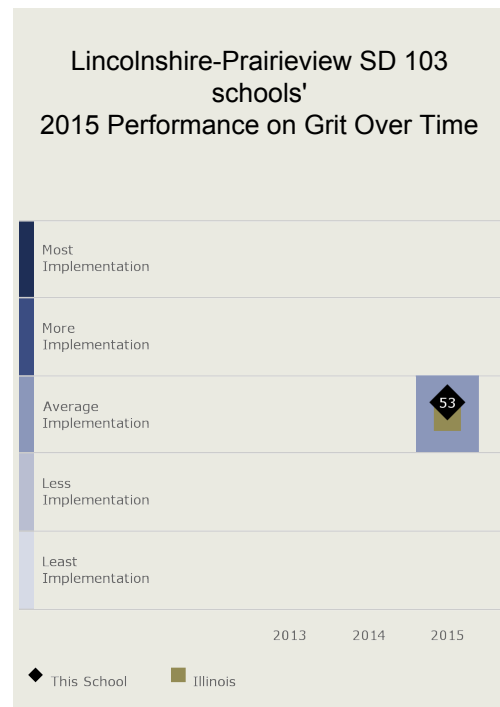 Lincolnshire-Prairieview SD 103
schools'
2015 Performance on Grit Over Time
Most
Implementation
More
Implementation
Average
Implementation
53
Less
Implementation
Least
Implementation
2013 2014 2015
This School Illinois